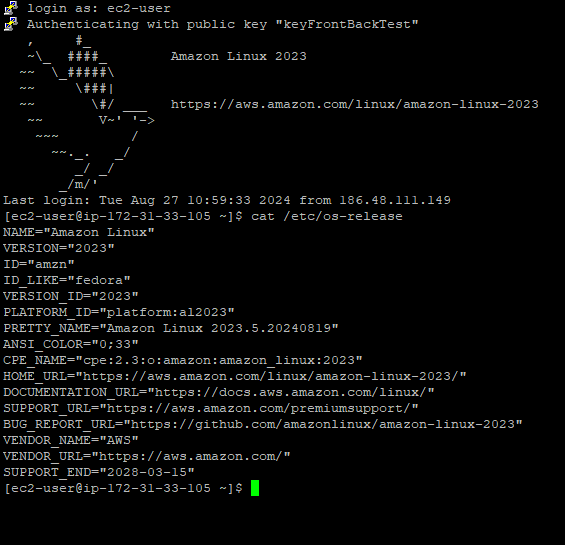 login as: ec2-user
Authenticating with public key "keyFrontBackTest"
   ,     #_
   ~\_  ####_        Amazon Linux 2023
  ~~  \_#####\
  ~~     \###|
  ~~       \#/ ___   https://aws.amazon.com/linux/amazon-linux-2023
   ~~       V~' '->
    ~~~         /
      ~~._.   _/
         _/ _/
       _/m/'
Last login: Tue Aug 27 10:59:33 2024 from 186.48.111.149
[ec2-user@ip-172-31-33-105 ~]$ cat /etc/os-release
NAME="Amazon Linux"
VERSION="2023"
ID="amzn"
ID_LIKE="fedora"
VERSION_ID="2023"
PLATFORM_ID="platform:al2023"
PRETTY_NAME="Amazon Linux 2023.5.20240819"
ANSI_COLOR="0;33"
CPE_NAME="cpe:2.3:o:amazon:amazon_linux:2023"
HOME_URL="https://aws.amazon.com/linux/amazon-linux-2023/"
DOCUMENTATION_URL="https://docs.aws.amazon.com/linux/"
SUPPORT_URL="https://aws.amazon.com/premiumsupport/"
BUG_REPORT_URL="https://github.com/amazonlinux/amazon-linux-2023"
VENDOR_NAME="AWS"
VENDOR_URL="https://aws.amazon.com/"
SUPPORT_END="2028-03-15"
[ec2-user@ip-172-31-33-105 ~]$